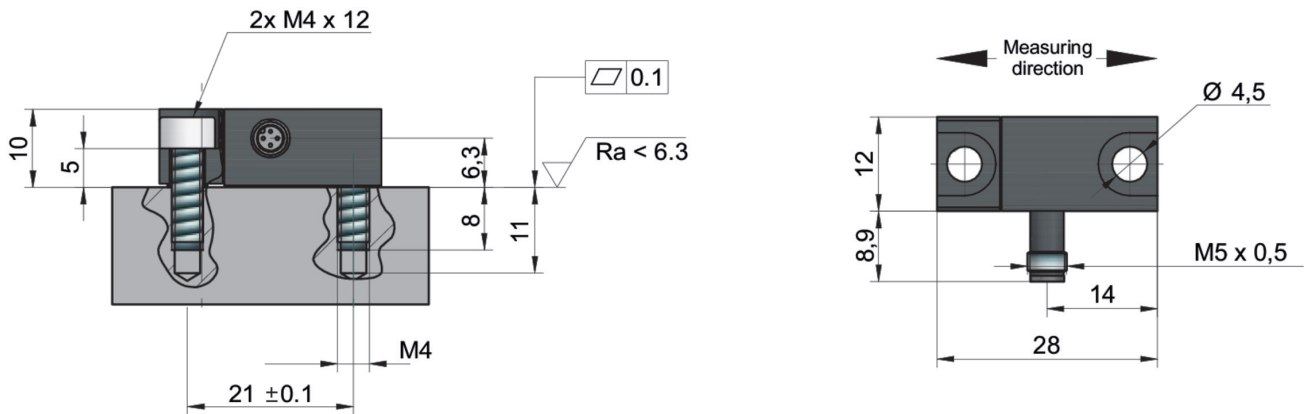 2x M4 x 12
0.1
10
5
6,3
Ra < 6.3
8
11
M4
21 ±0.1
Measuring
direction
Ø 4,5
12
8,9
M5 x 0,5
14
28